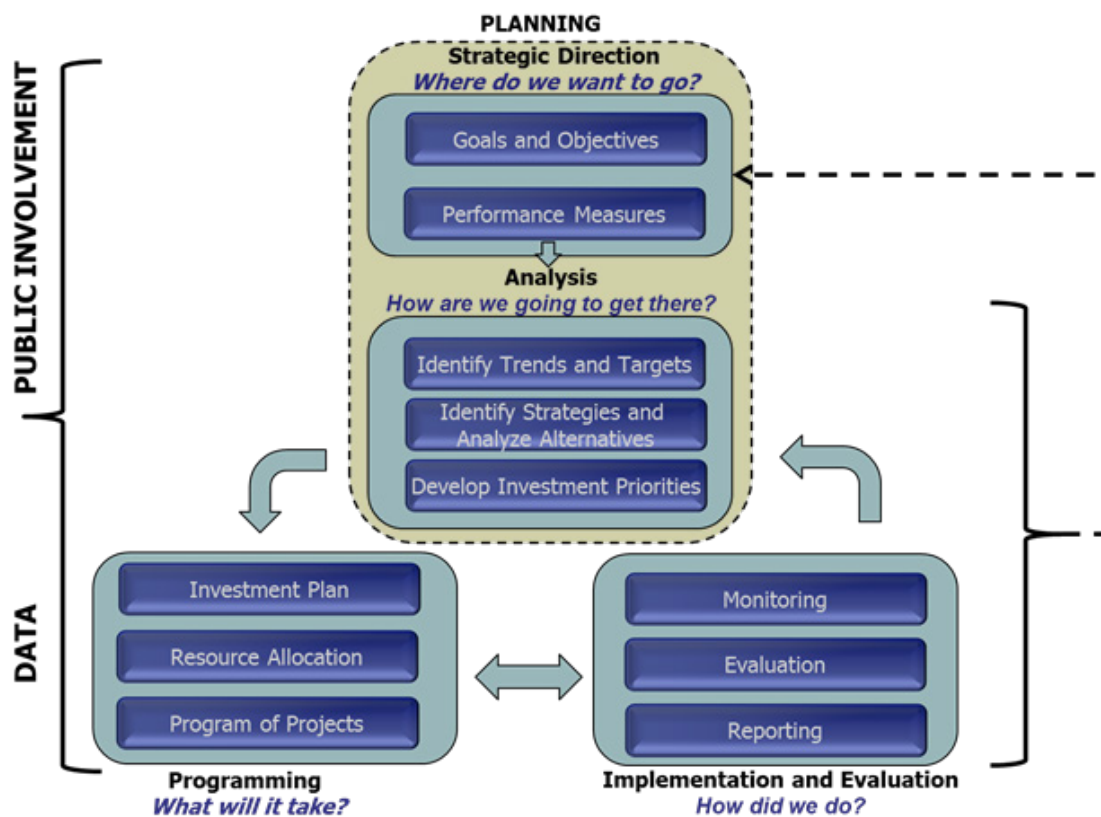 PLANNING
Strategic Direction
Where do we want to go?
Goals and Objectives
Performance Measures
Analysis
How are we going to get there?
Identify Trends and Targets
Identify Strategies and
Analyze Alternatives
Develop Investment Priorities
PUBLIC INVOLVEMENT
DATA
Investment Plan
Resource Allocation
Program of Projects
Programming
What will it take?
Monitoring
Evaluation
Reporting
Implementation and Evaluation
How did we do?